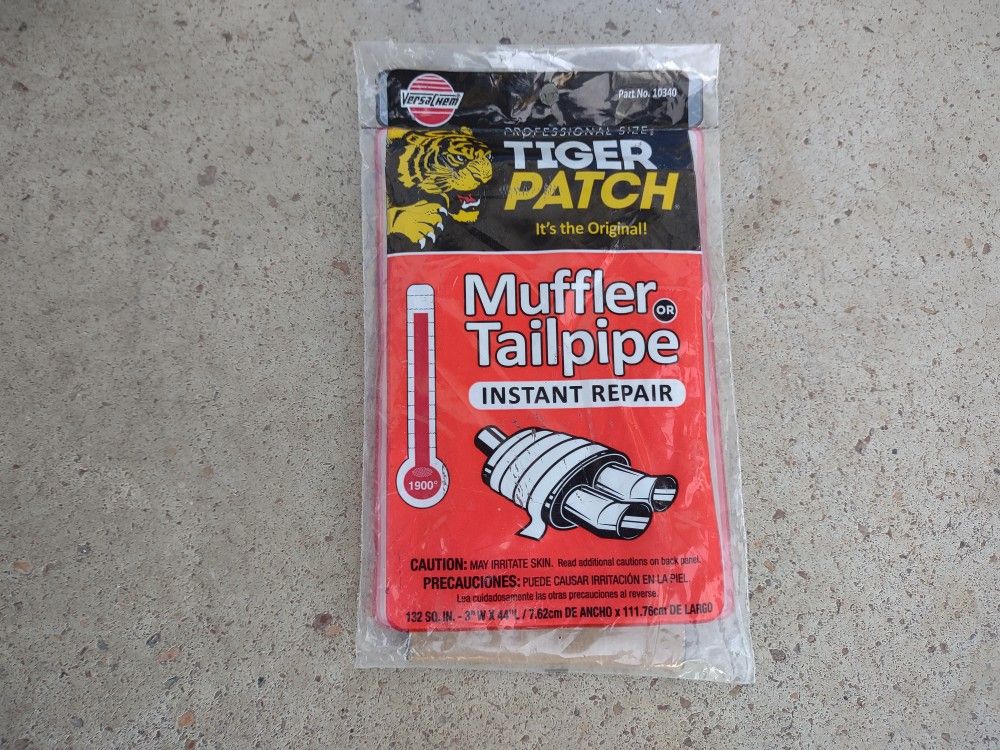 VersaChem
Part No. 10340
PROFESSIONAL SIZE
TIGER
PATCH®
It's the Original!
Muffler
OR
Tailpipe
INSTANT REPAIR
1900°
CAUTION: MAY IRRITATE SKIN. Read additional cautions on back panel.
PRECAUCIONES: PUEDE CAUSAR IRRITACIÓN EN LA PIEL.
Lea cuidadosamente las otras precauciones al reverse.
132 SQ. IN. - 3" W X 44"L / 7.62cm DE ANCHO x 111.76cm DE LARGO